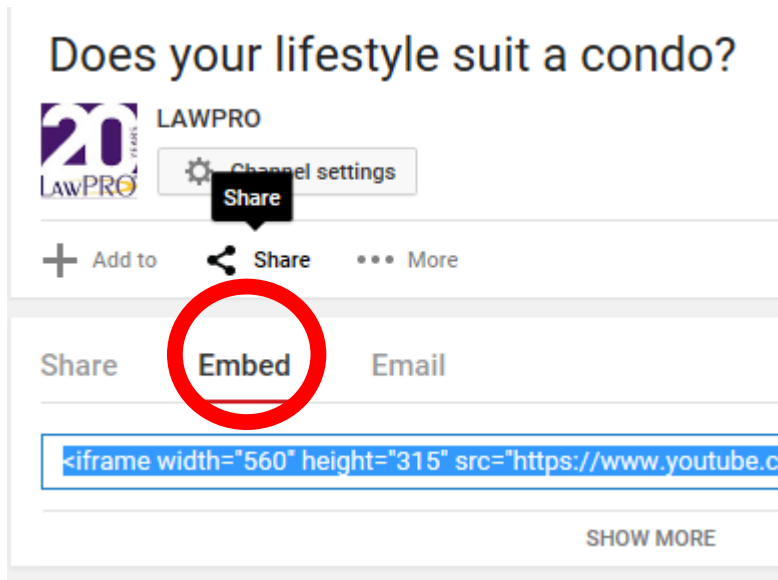 Does your lifestyle suit a condo?
20 YEARS
LAWPRO
LAWPRO
Channel settings
Share
Add to
Share
More
Share
Embed
Email
<iframe width="560" height="315" src="https://www.youtube.c
SHOW MORE